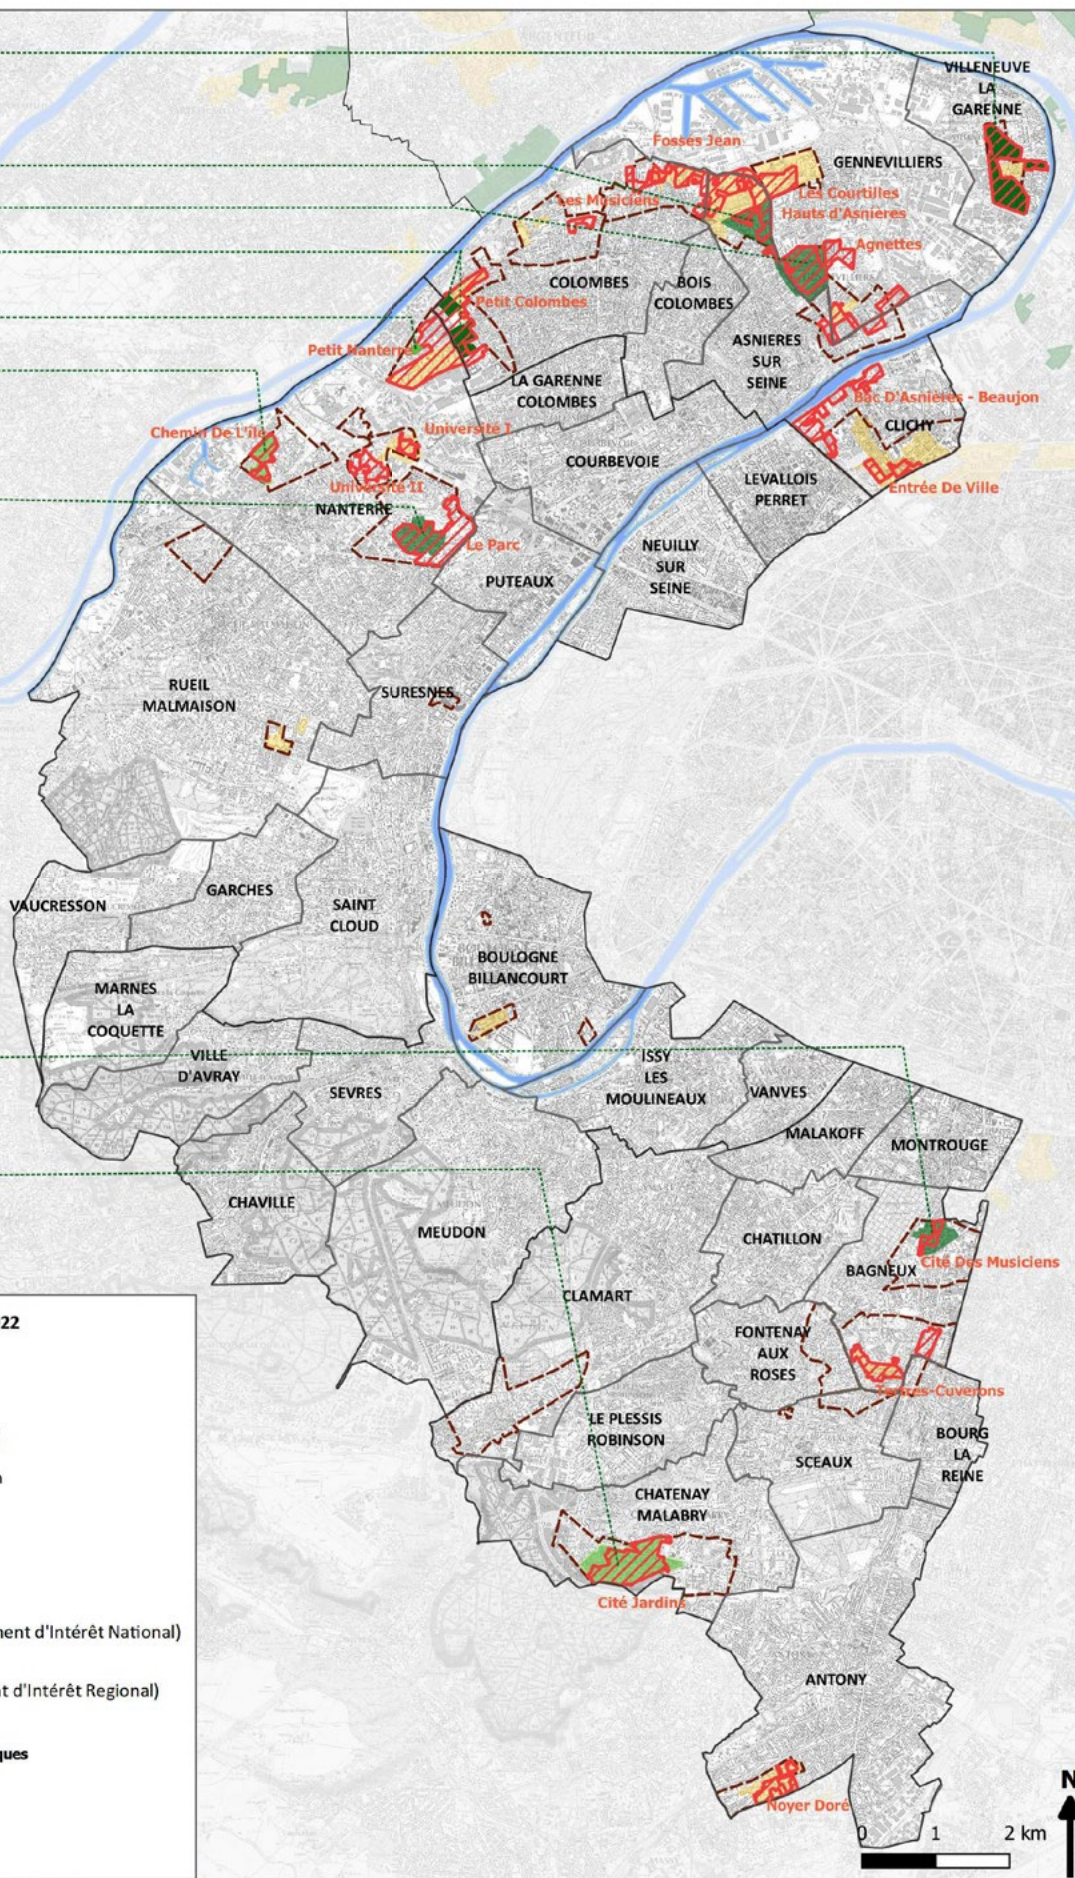 VILLENEUVE
LA
GARENNE
Fosses Jean
GENNEVILLIERS
Les Courtilles
Les Musiciens
Hauts d'Asnières
Agnettes
COLOMBES
BOIS
COLOMBES
Petit Colombes
ASNIERES
SUR
SEINE
Petit Nanterre
LA GARENNE
COLOMBES
Bac D'Asnières - Beaujon
CLICHY
Chemin De L'île
Université I
COURBEVOIE
Université II
LEVALLOIS
PERRET
Entrée De Ville
NANTERRE
Le Parc
NEUILLY
SUR
SEINE
PUTEAUX
RUEIL
MALMAISON
SURESNES
GARCHES
VAUCRESSON
SAINT
CLOUD
BOULOGNE
BILLANCOURT
MARNES
LA
COQUETTE
VILLE
D'AVRAY
ISSY
LES
MOULINEAUX
SEVRES
VANVES
MALAKOFF
MONTROUGE
CHAVILLE
MEUDON
CHATILLON
Cité Des Musiciens
BAGNEUX
CLAMART
22
FONTENAY
AUX
ROSES
Tertres-Cuverons
LE PLESSIS
ROBINSON
BOURG
LA
REINE
SCEAUX
CHATENAY
MALABRY
Cité Jardins
ent d'Intérêt National)
ANTONY
t d'Intérêt Regional)
ques
Noyer Doré
N
0 1 2 km